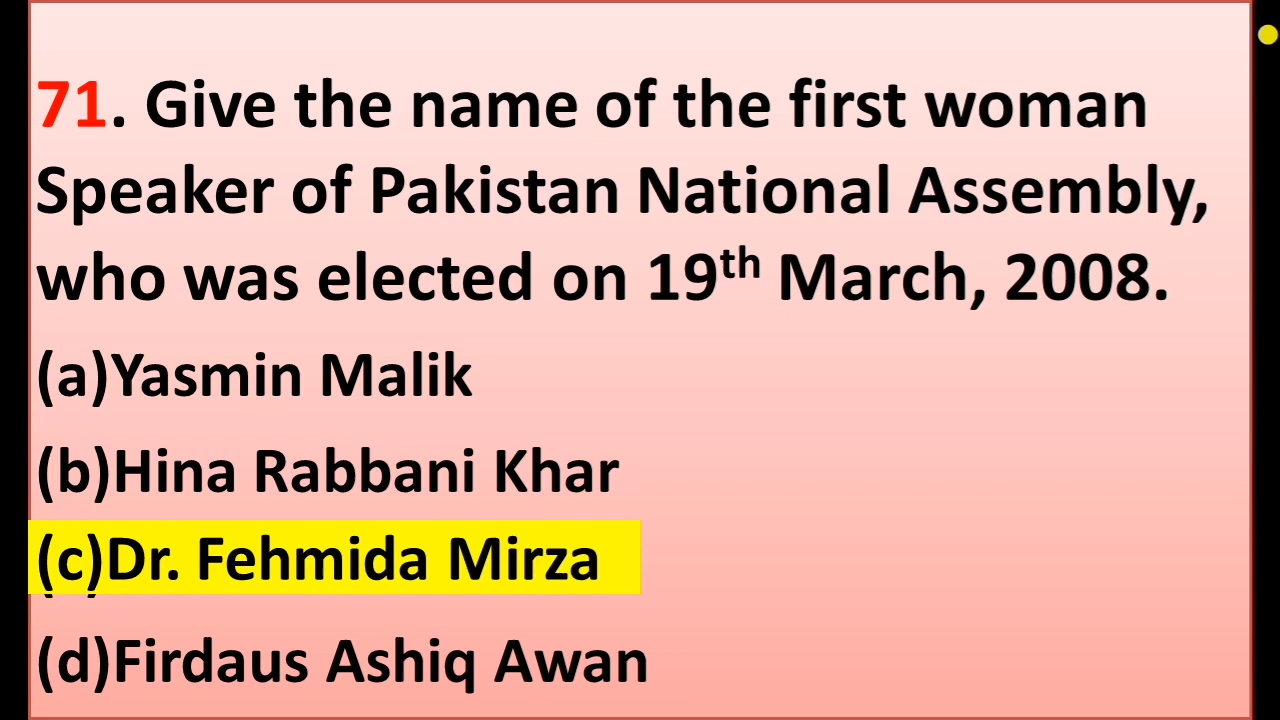 71. Give the name of the first woman
Speaker of Pakistan National Assembly,
who was elected on 19th March, 2008.
(a)Yasmin Malik
(b)Hina Rabbani Khar
(c)Dr. Fehmida Mirza
(d)Firdaus Ashiq Awan